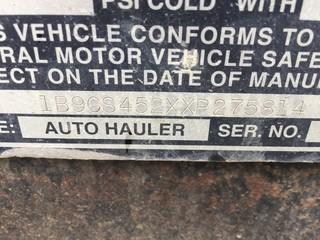 PSI COLD WITH
S VEHICLE CONFORMS TO
RAL MOTOR VEHICLE SAFE
ECT ON THE DATE OF MANU
1B9CS452XXP275814
E: AUTO HAULER SER. NO.